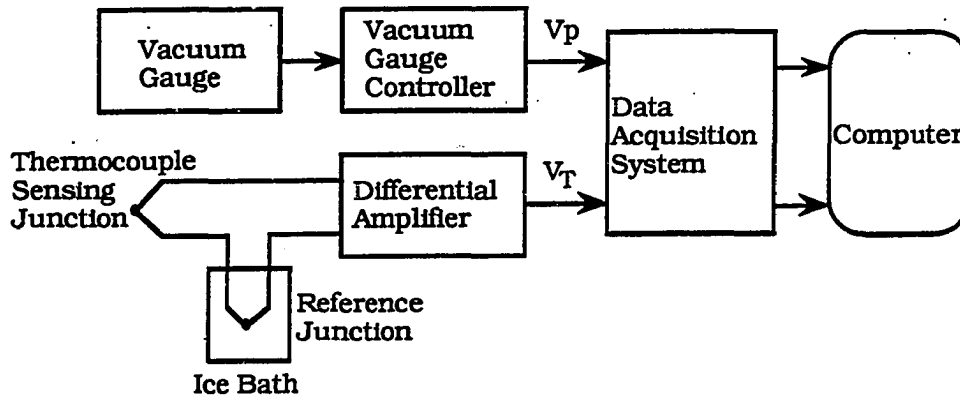 Vacuum
Gauge
Vacuum
Gauge
Controller
Vp
Data
Acquisition
System
Computer
Thermocouple
Sensing
Junction
Differential
Amplifier
VT
Reference
Junction
Ice Bath